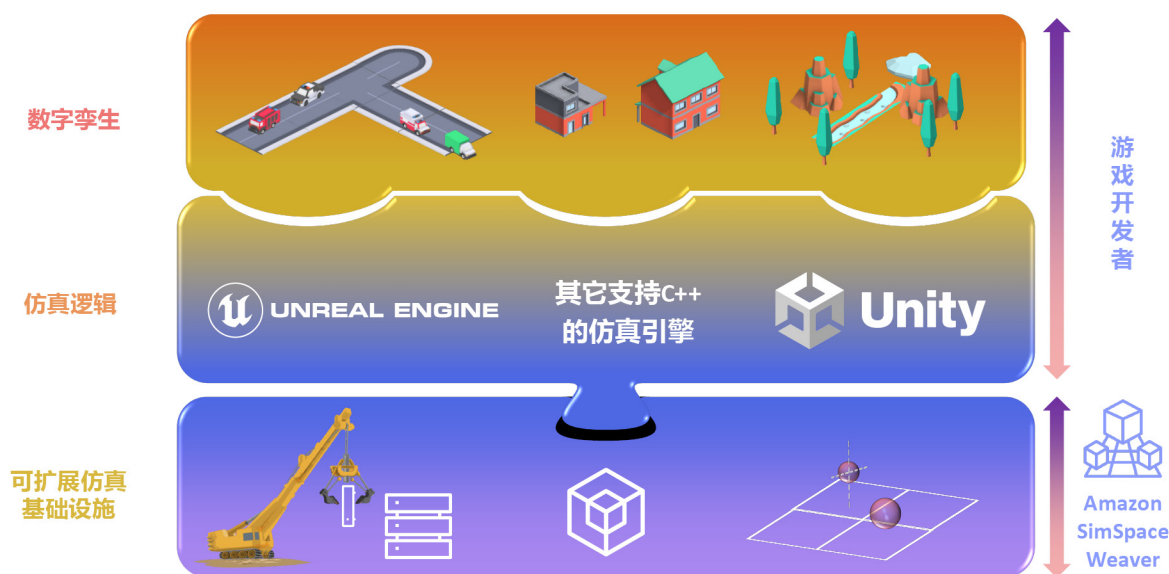 数字孪生
游
戏
开
发
者
仿真逻辑
UNREAL ENGINE
其它支持C++
的仿真引擎
Unity
可扩展仿真
基础设施
Amazon
SimSpace
Weaver